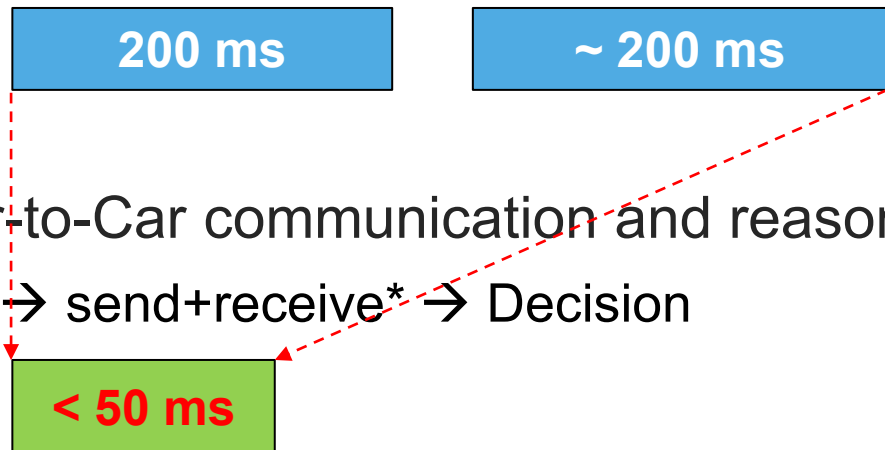 200 ms ~ 200 ms
-to-Car communication and reason
→ send+receive* → Decision
< 50 ms